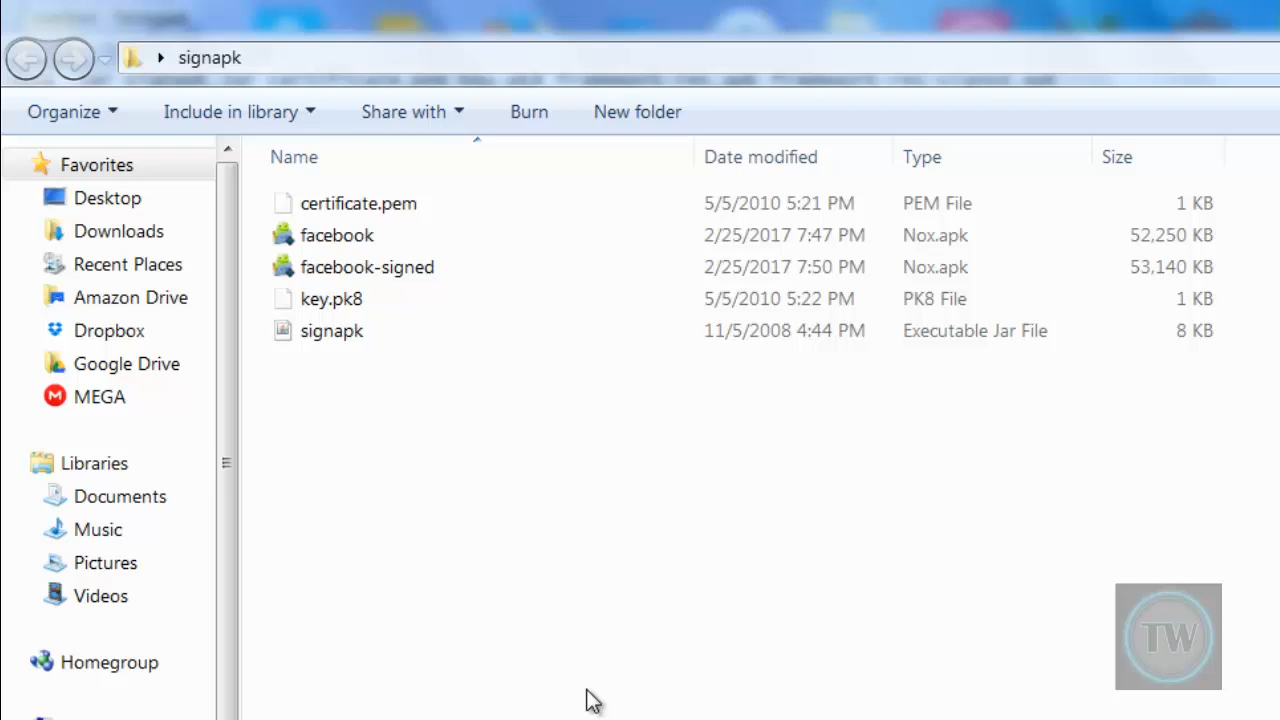 signapk
Organize Include in library Share with Burn New folder
Name Date modified Type Size
Favorites
Desktop
Downloads
Recent Places
Amazon Drive
Dropbox
Google Drive
MEGA
Libraries
Documents
Music
Pictures
Videos
Homegroup
certificate.pem 5/5/2010 5:21 PM PEM File 1 KB
facebook 2/25/2017 7:47 PM Nox.apk 52,250 KB
facebook-signed 2/25/2017 7:50 PM Nox.apk 53,140 KB
key.pk8 5/5/2010 5:22 PM PK8 File 1 KB
signapk 11/5/2008 4:44 PM Executable Jar File 8 KB
TW